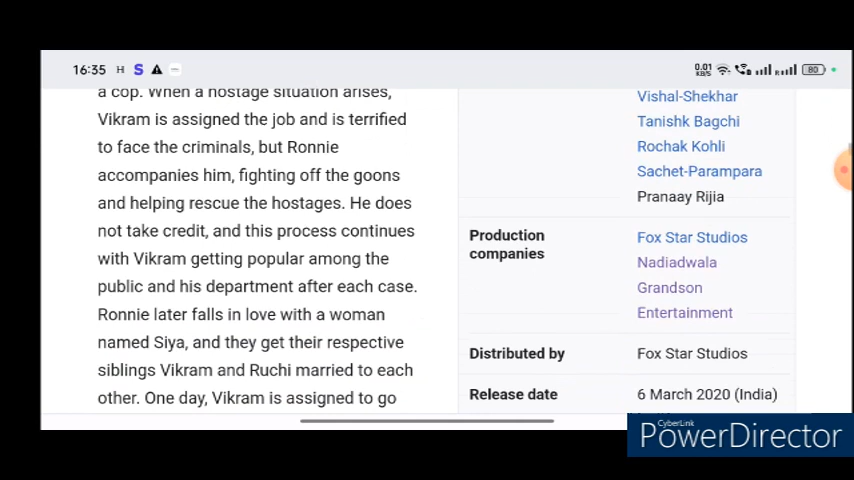 16:35 H S
0.01 KB/S 80
a cop. When a hostage situation arises,
Vikram is assigned the job and is terrified
to face the criminals, but Ronnie
accompanies him, fighting off the goons
and helping rescue the hostages. He does
not take credit, and this process continues
with Vikram getting popular among the
public and his department after each case.
Ronnie later falls in love with a woman
named Siya, and they get their respective
siblings Vikram and Ruchi married to each
other. One day, Vikram is assigned to go
Vishal-Shekhar
Tanishk Bagchi
Rochak Kohli
Sachet-Parampara
Pranaay Rijia
Production
companies
Fox Star Studios
Nadiadwala
Grandson
Entertainment
Distributed by
Fox Star Studios
Release date
6 March 2020 (India)
CyberLink
PowerDirector